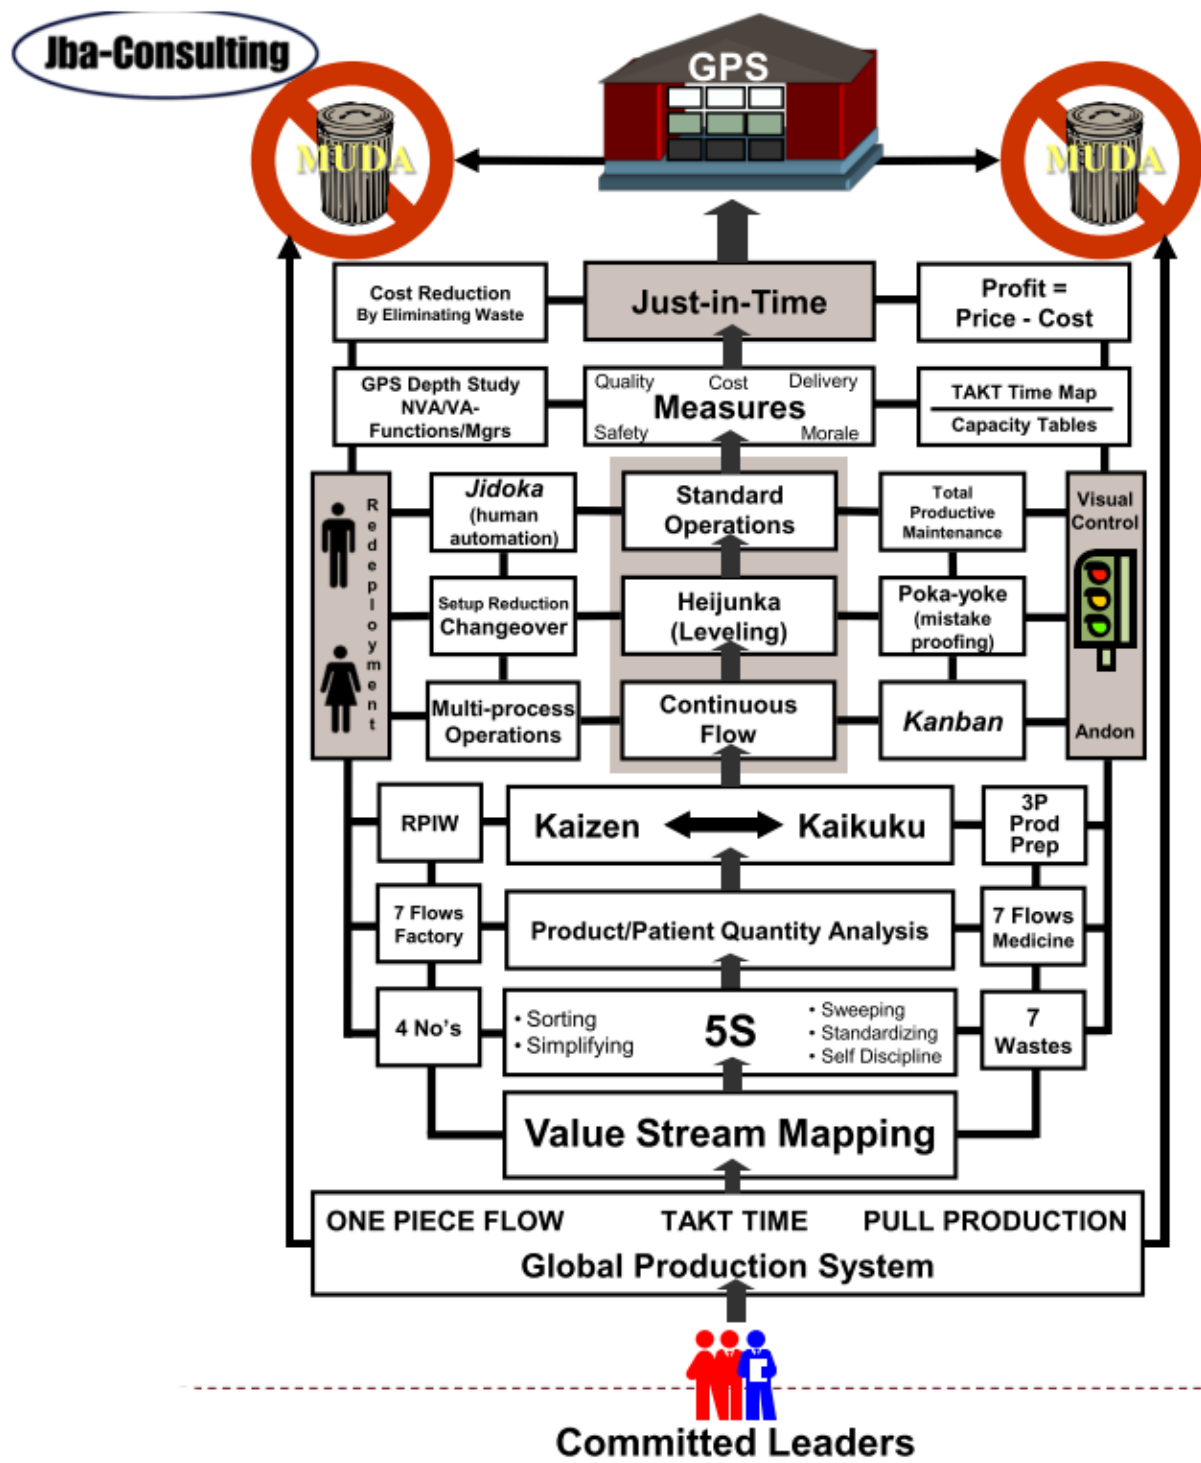 Jba-Consulting
GPS
MUDA
MUDA
Cost Reduction
By Eliminating Waste
Just-in-Time
Profit =
Price - Cost
GPS Depth Study
NVA/VA-
Functions/Mgrs
Quality Cost Delivery
Measures
Safety Morale
TAKT Time Map
Capacity Tables
Redeployment
Jidoka
(human
automation)
Standard
Operations
Total
Productive
Maintenance
Visual
Control
Setup Reduction
Changeover
Heijunka
(Leveling)
Poka-yoke
(mistake
proofing)
Multi-process
Operations
Continuous
Flow
Kanban
Andon
RPIW
Kaizen Kaikuku
3P
Prod
Prep
7 Flows
Factory
Product/Patient Quantity Analysis
7 Flows
Medicine
4 No's
• Sorting
• Simplifying
5S
• Sweeping
• Standardizing
• Self Discipline
7
Wastes
Value Stream Mapping
ONE PIECE FLOW TAKT TIME PULL PRODUCTION
Global Production System
Committed Leaders